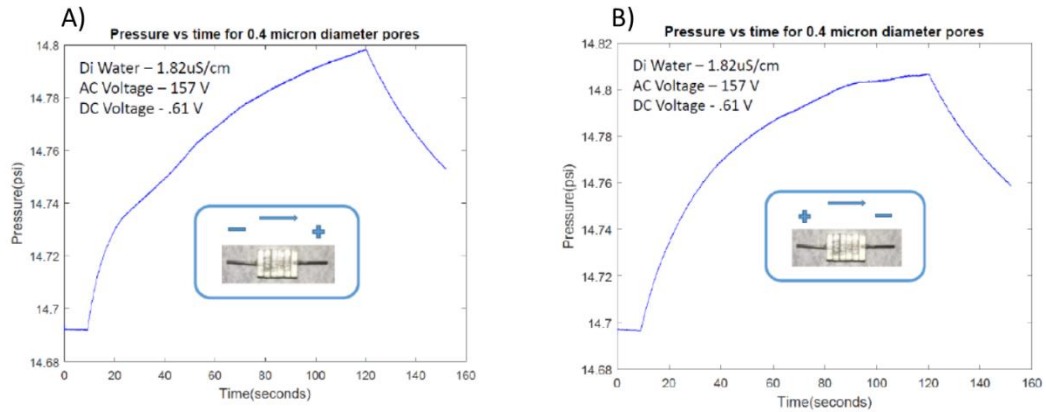 A)
Pressure vs time for 0.4 micron diameter pores
14.8
14.78
14.76
14.74
14.72
14.7
14.68
Pressure(psi)
Di Water – 1.82uS/cm
AC Voltage – 157 V
DC Voltage - .61 V
0 20 40 60 80 100 120 140 160
Time(seconds)
B)
Pressure vs time for 0.4 micron diameter pores
14.82
14.8
14.78
14.76
14.74
14.72
14.7
14.68
Pressure(psi)
Di Water – 1.82uS/cm
AC Voltage – 157 V
DC Voltage - .61 V
0 20 40 60 80 100 120 140 160
Time(seconds)